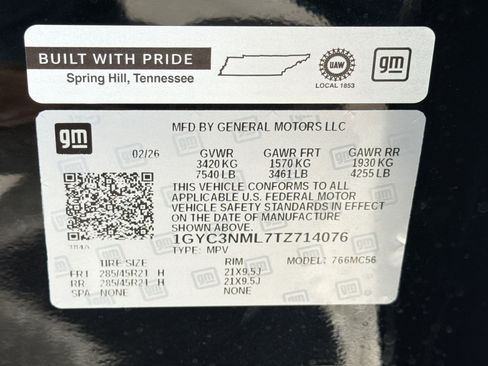 BUILT WITH PRIDE
Spring Hill, Tennessee
UAW
LOCAL 1853
gm
gm
MFD BY GENERAL MOTORS LLC
02/26 GVWR GAWR FRT GAWR RR
3420 KG 1570 KG 1930 KG
7540 LB 3461 LB 4255 LB
THIS VEHICLE CONFORMS TO ALL
APPLICABLE U.S. FEDERAL MOTOR
VEHICLE SAFETY STANDARDS IN EFFECT
ON THE DATE OF MANUFACTURE
SHOWN ABOVE.
1GYC3NML7TZ714076
TYPE: MPV MODEL: 766MC56
TIRE SIZE RIM
FRT 285/45R21 H 21X9.5J
RR 285/45R21 H 21X9.5J
SPA NONE NONE